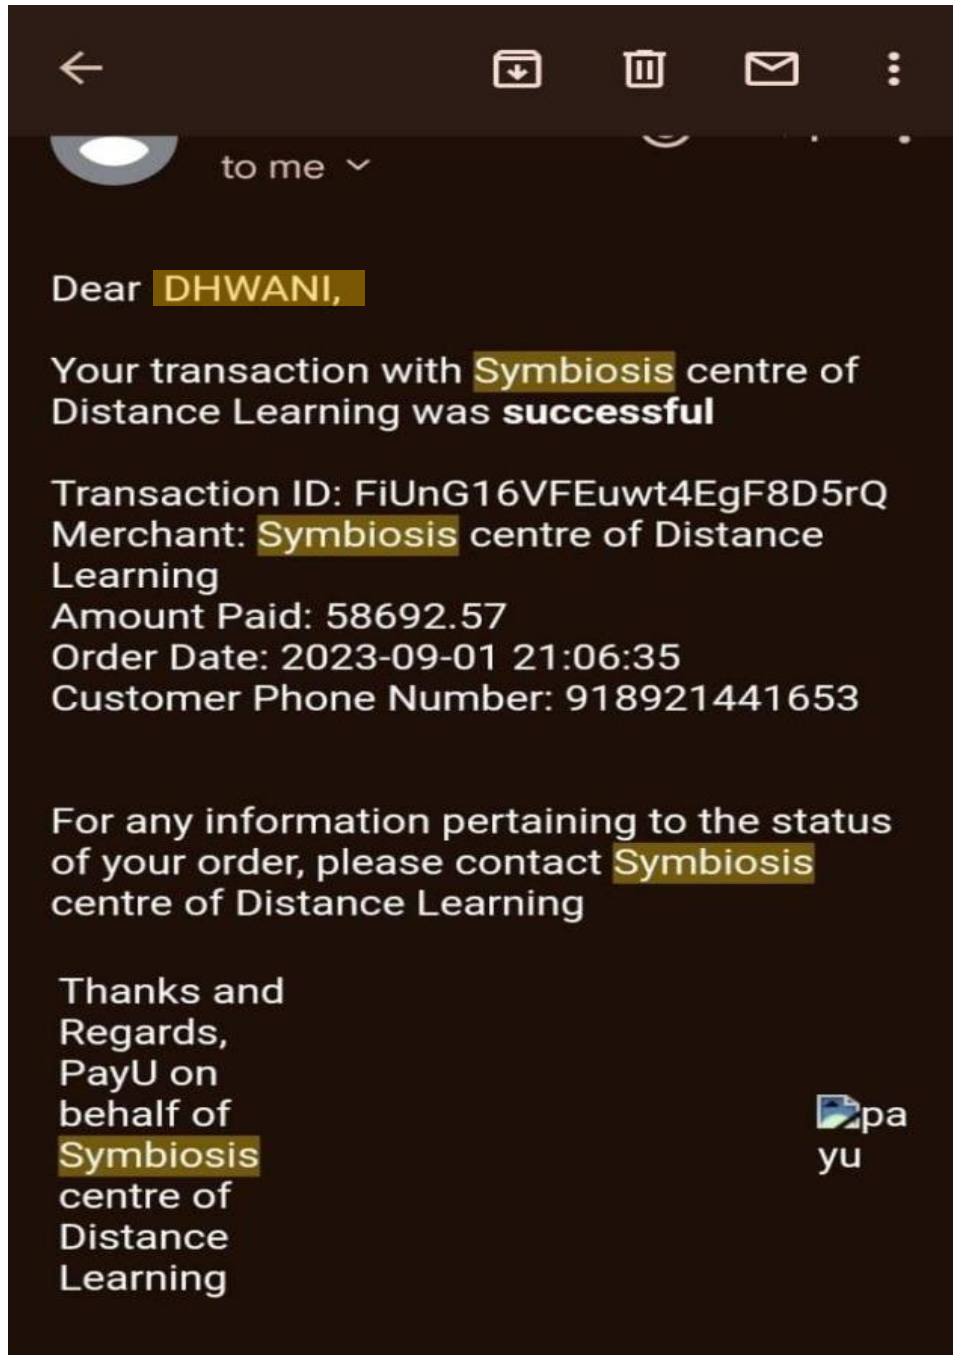 to me
Dear DHWANI,
Your transaction with Symbiosis centre of
Distance Learning was successful
Transaction ID: FiUnG16VFEuwt4EgF8D5rQ
Merchant: Symbiosis centre of Distance
Learning
Amount Paid: 58692.57
Order Date: 2023-09-01 21:06:35
Customer Phone Number: 918921441653
For any information pertaining to the status
of your order, please contact Symbiosis
centre of Distance Learning
Thanks and
Regards,
PayU on
behalf of
Symbiosis
centre of
Distance
Learning
pa
yu